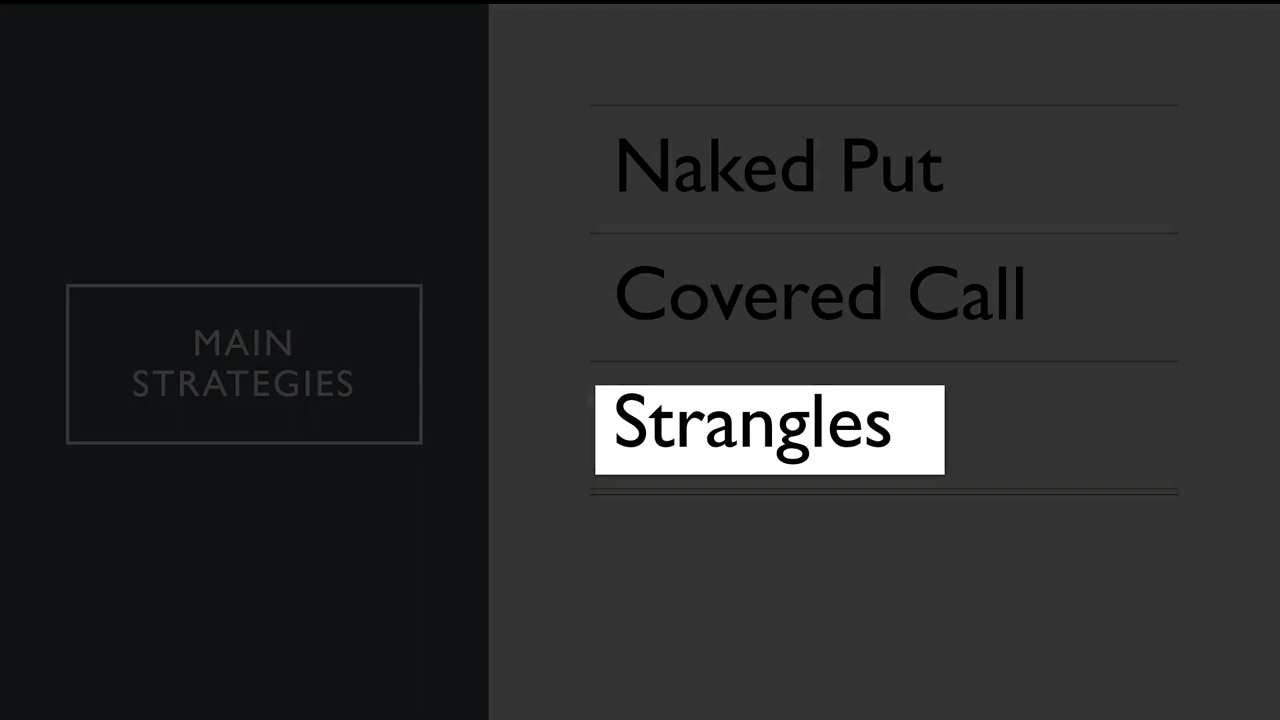 MAIN
STRATEGIES
Naked Put
Covered Call
Strangles